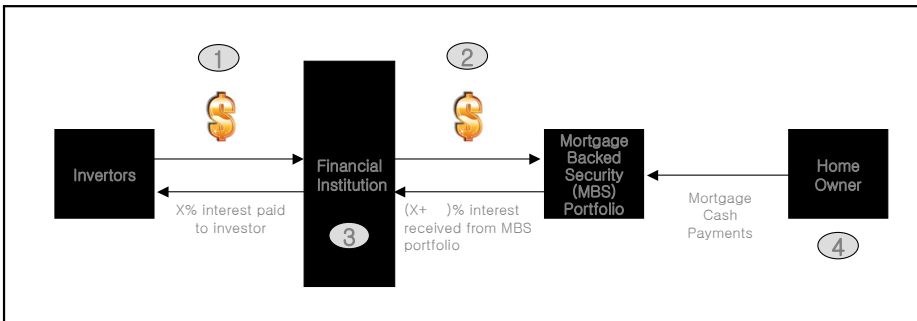 1
2
$
$
Invertors
Financial
Institution
Mortgage
Backed
Security
(MBS)
Portfolio
Home
Owner
X% interest paid
to investor
(X+    )% interest
received from MBS
portfolio
Mortgage
Cash
Payments
3
4